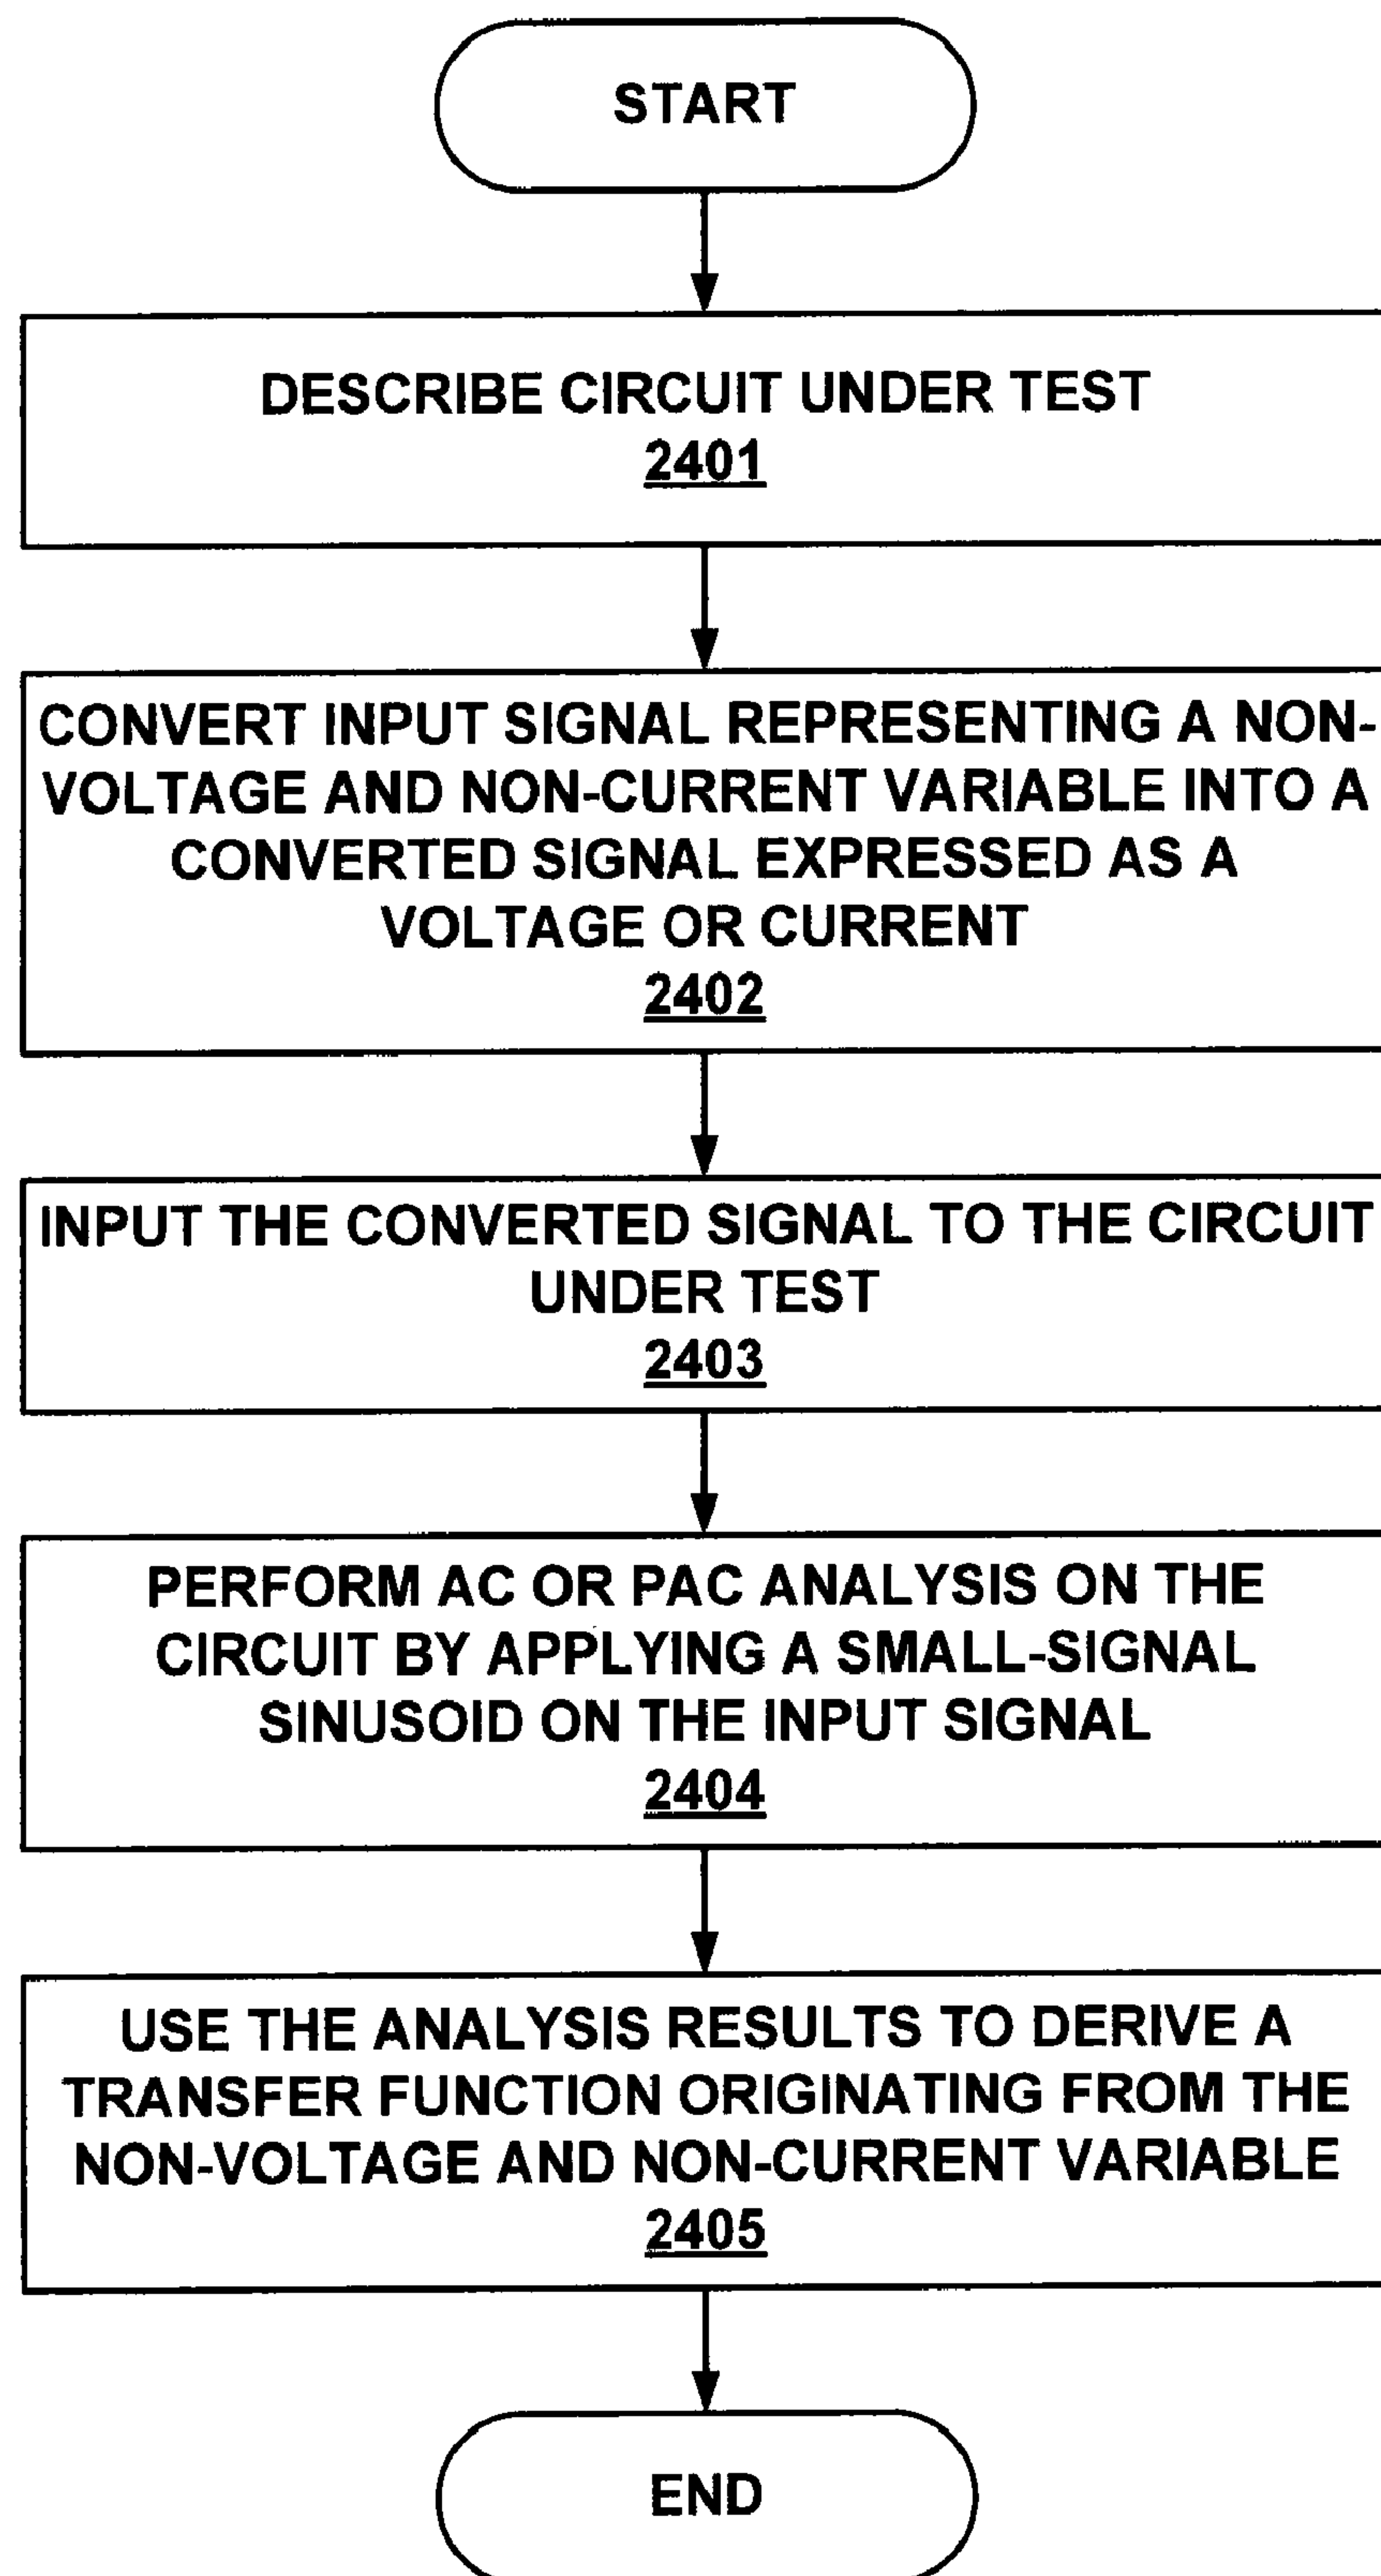 START
DESCRIBE CIRCUIT UNDER TEST
2401
CONVERT INPUT SIGNAL REPRESENTING A NON-
VOLTAGE AND NON-CURRENT VARIABLE INTO A
CONVERTED SIGNAL EXPRESSED AS A
VOLTAGE OR CURRENT
2402
INPUT THE CONVERTED SIGNAL TO THE CIRCUIT
UNDER TEST
2403
PERFORM AC OR PAC ANALYSIS ON THE
CIRCUIT BY APPLYING A SMALL-SIGNAL
SINUSOID ON THE INPUT SIGNAL
2404
USE THE ANALYSIS RESULTS TO DERIVE A
TRANSFER FUNCTION ORIGINATING FROM THE
NON-VOLTAGE AND NON-CURRENT VARIABLE
2405
END